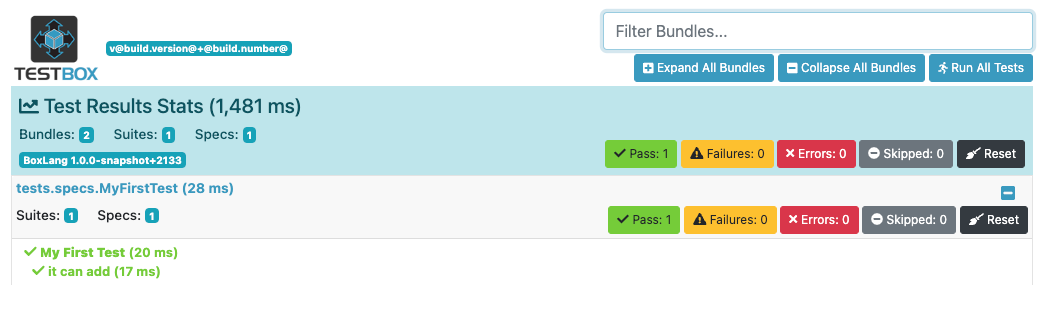 TESTBOX
v@build.version@+@build.number@
Filter Bundles...
Expand All Bundles
Collapse All Bundles
Run All Tests
Test Results Stats (1,481 ms)
Bundles: 2 Suites: 1 Specs: 1
BoxLang 1.0.0-snapshot+2133
Pass: 1
Failures: 0
Errors: 0
Skipped: 0
Reset
tests.specs.MyFirstTest (28 ms)
Suites: 1 Specs: 1
Pass: 1
Failures: 0
Errors: 0
Skipped: 0
Reset
My First Test (20 ms)
it can add (17 ms)